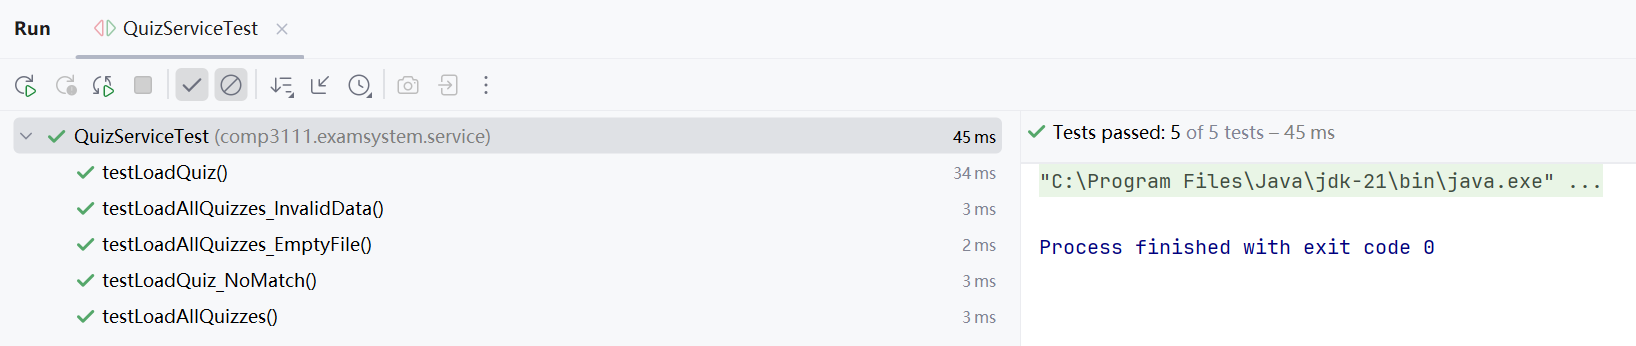 Run QuizServiceTest
QuizServiceTest (comp3111.examsystem.service) 45 ms
testLoadQuiz() 34 ms
testLoadAllQuizzes_InvalidData() 3 ms
testLoadAllQuizzes_EmptyFile() 2 ms
testLoadQuiz_NoMatch() 3 ms
testLoadAllQuizzes() 3 ms
Tests passed: 5 of 5 tests – 45 ms
"C:\Program Files\Java\jdk-21\bin\java.exe" ...
Process finished with exit code 0